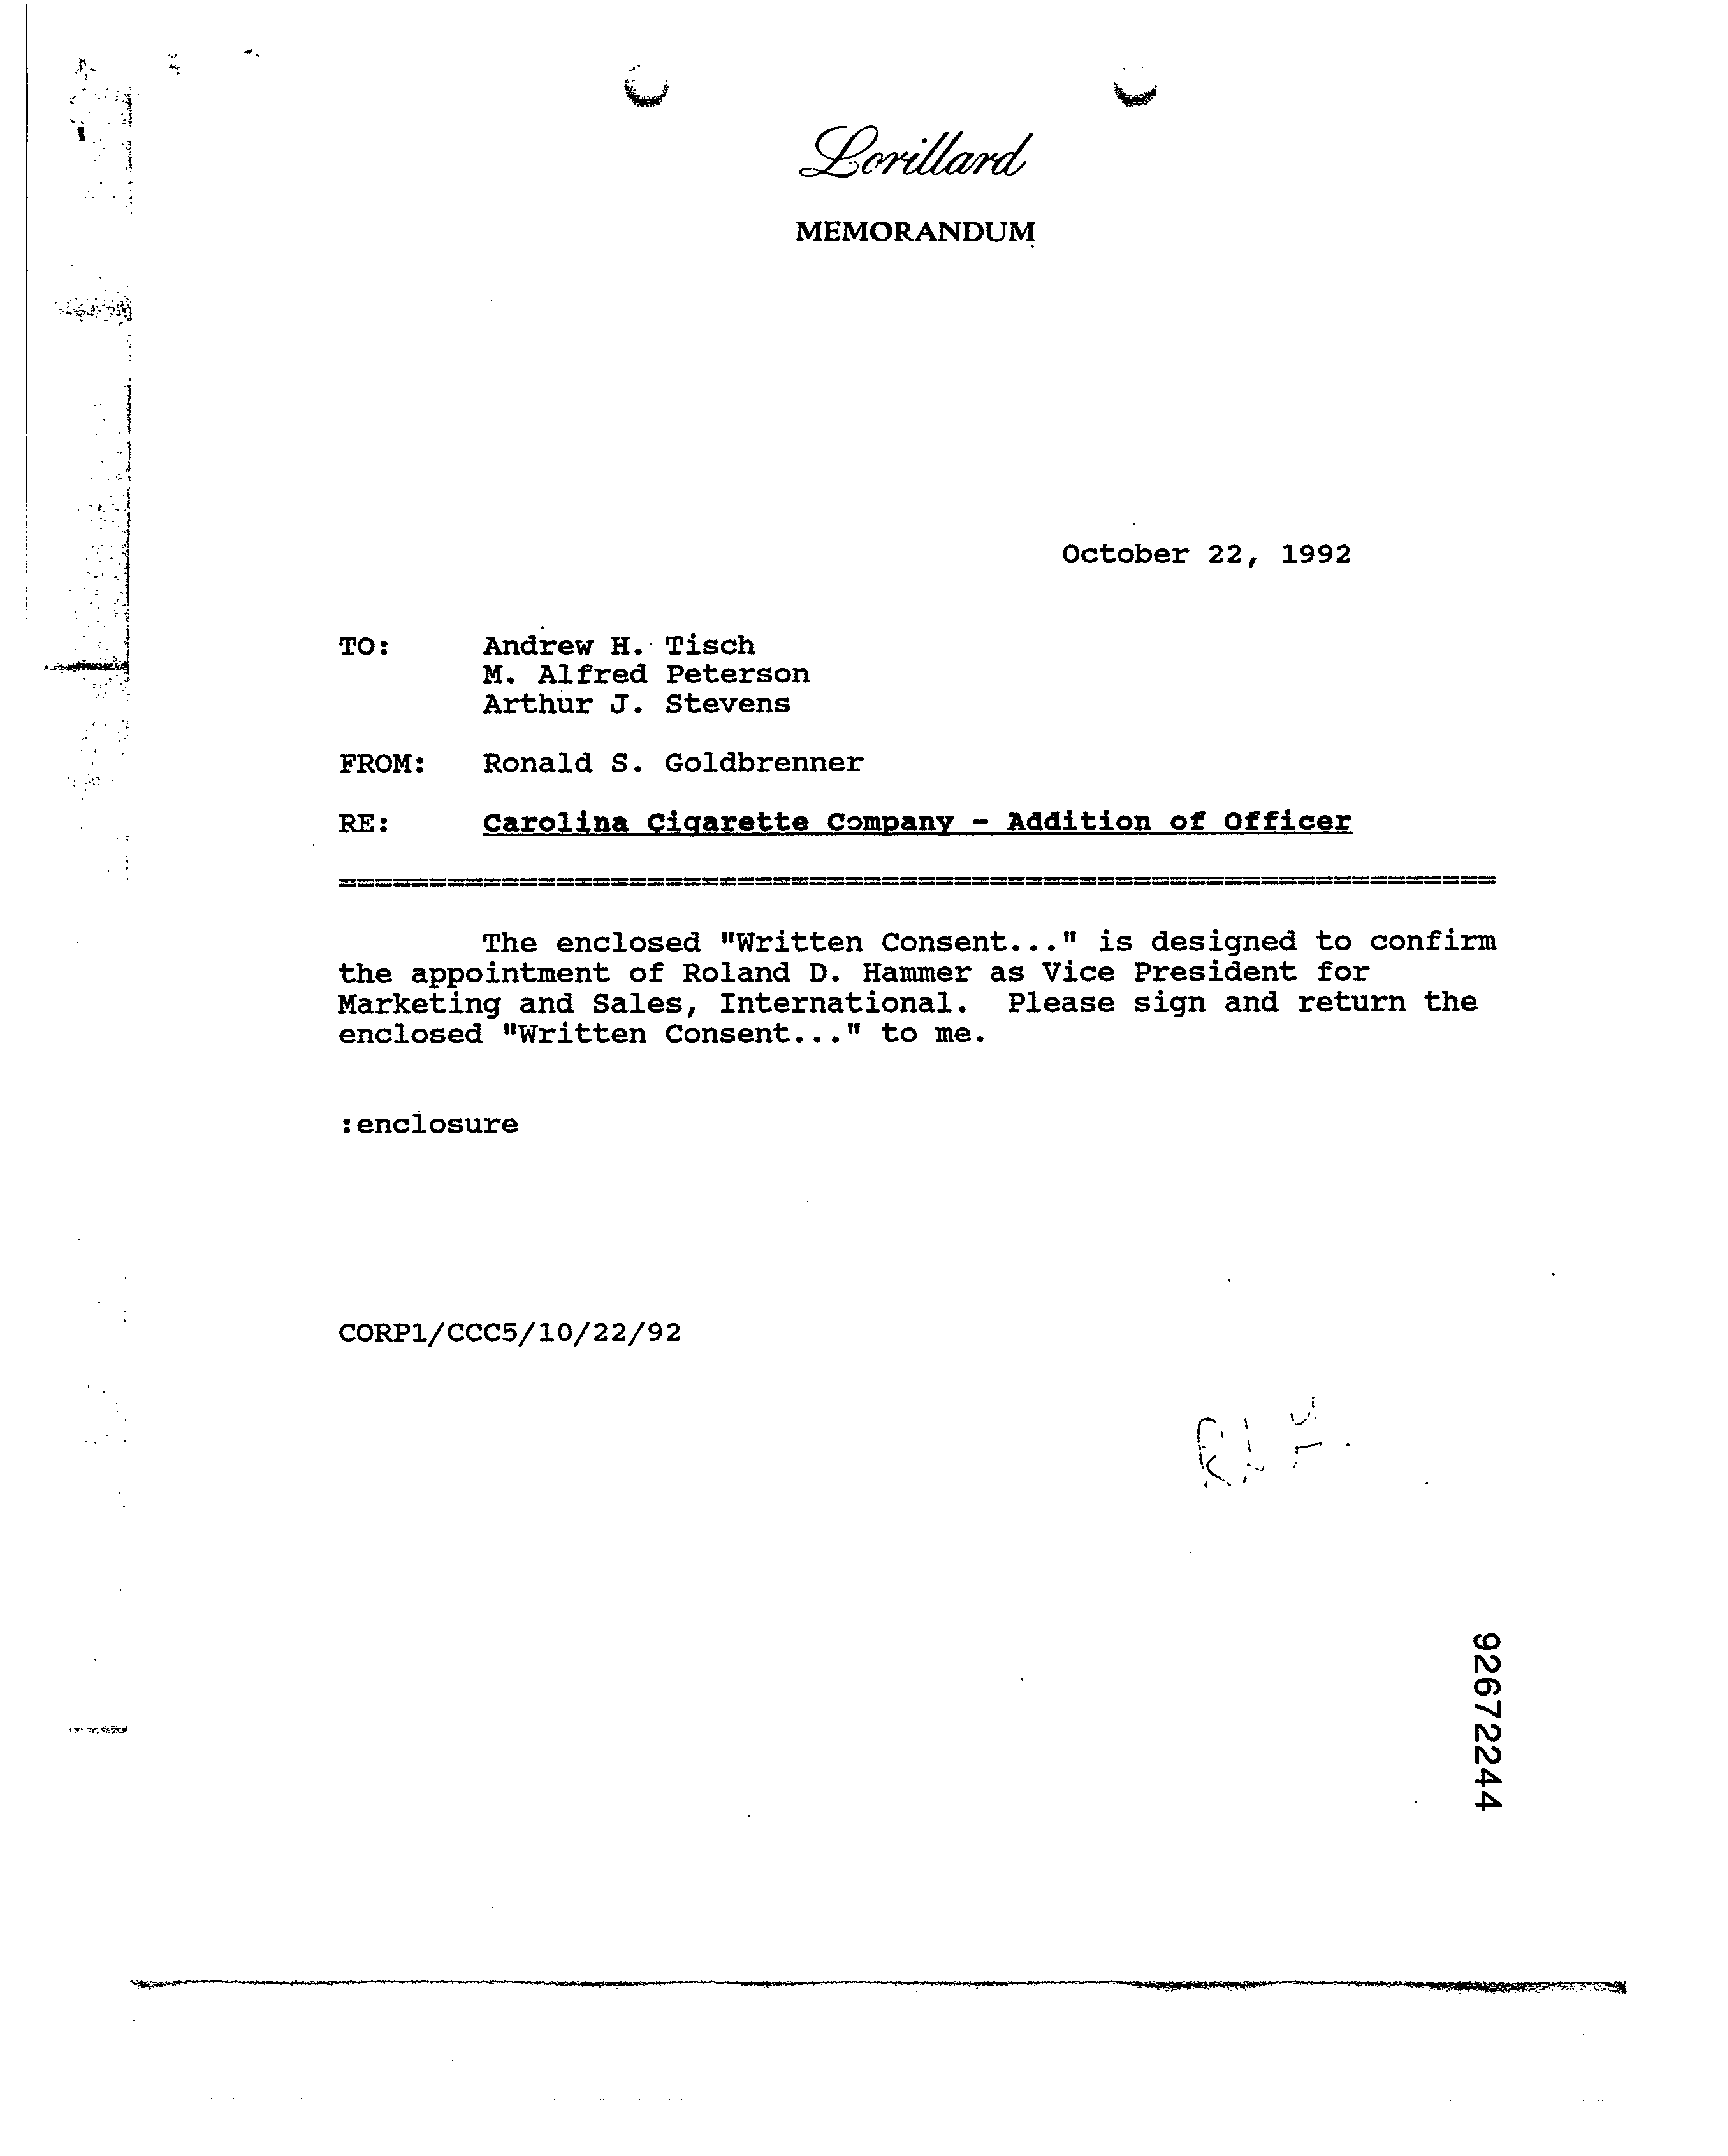 Lorillard
MEMORANDUM
October 22, 1992
TO: Andrew H. Tisch
M. Alfred Peterson
Arthur J. Stevens
FROM: Ronald S. Goldbrenner
RE: Carolina Cigarette Company - Addition of Officer
================================================================
The enclosed "Written Consent..." is designed to confirm
the appointment of Roland D. Hammer as Vice President for
Marketing and Sales, International. Please sign and return the
enclosed "Written Consent..." to me.
:enclosure
CORP1/CCC5/10/22/92
92672244